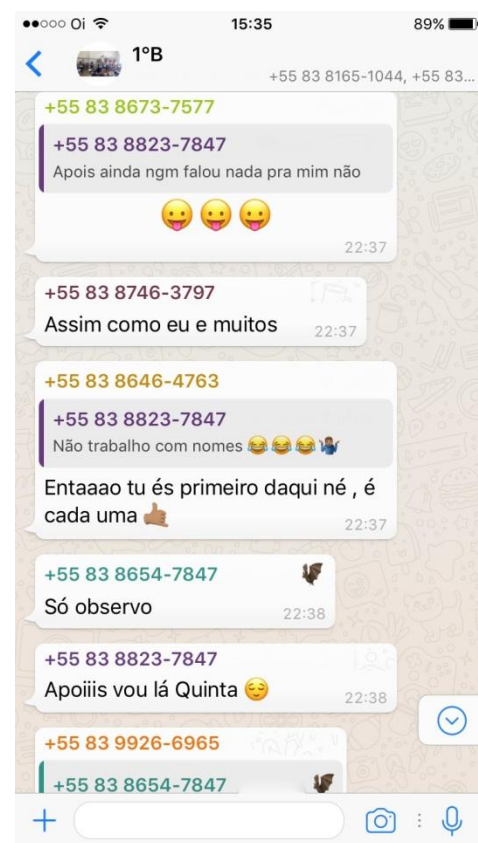 ●●○○○ Oi 15:35 89%
1ºB
+55 83 8165-1044, +55 83...
+55 83 8673-7577
+55 83 8823-7847
Apois ainda ngm falou nada pra mim não
😛 😛 😛
22:37
+55 83 8746-3797
Assim como eu e muitos 22:37
+55 83 8646-4763
+55 83 8823-7847
Não trabalho com nomes 😂😂😂🤷🏽‍♂️
Entaaao tu és primeiro daqui né , é
cada uma 🤙🏽
22:37
+55 83 8654-7847 🦇
Só observo 22:38
+55 83 8823-7847
Apoiiis vou lá Quinta 😌 22:38
+55 83 9926-6965
+55 83 8654-7847 🦇